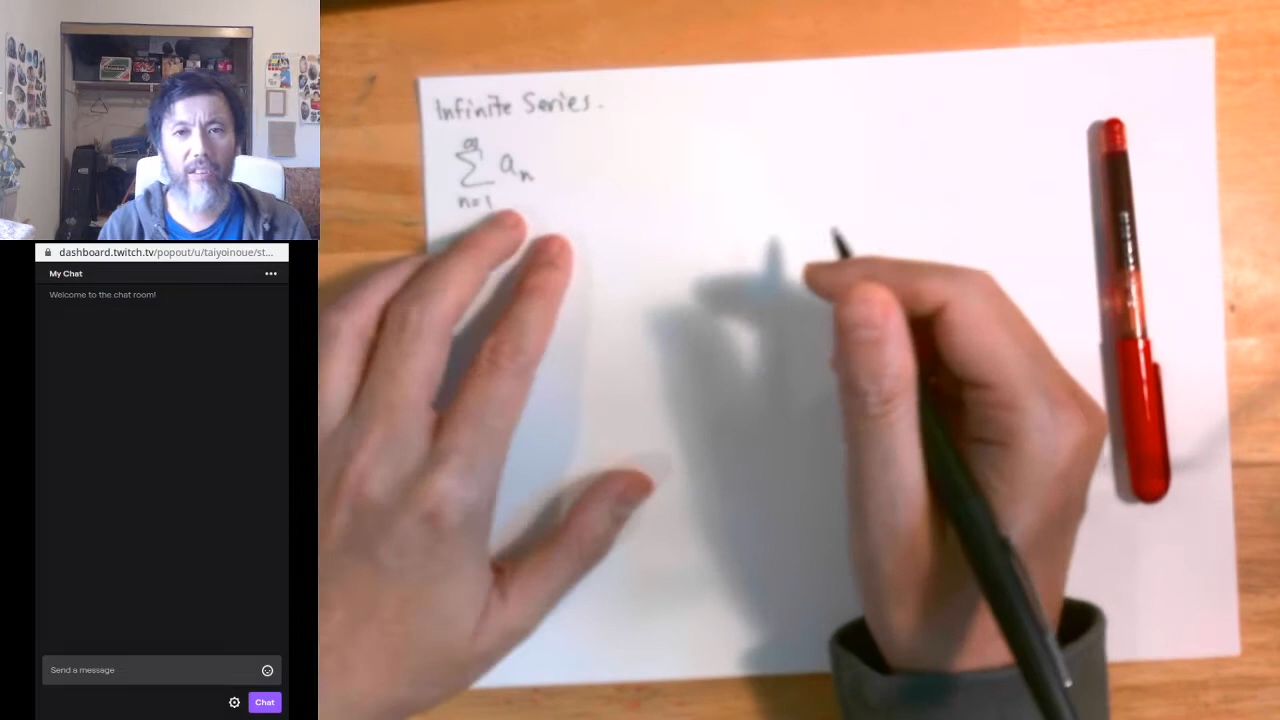 Infinite Series.
∞
∑ aₙ
n=1
dashboard.twitch.tv/popout/u/taiyoinoue/st...
My Chat
Welcome to the chat room!
Send a message
Chat